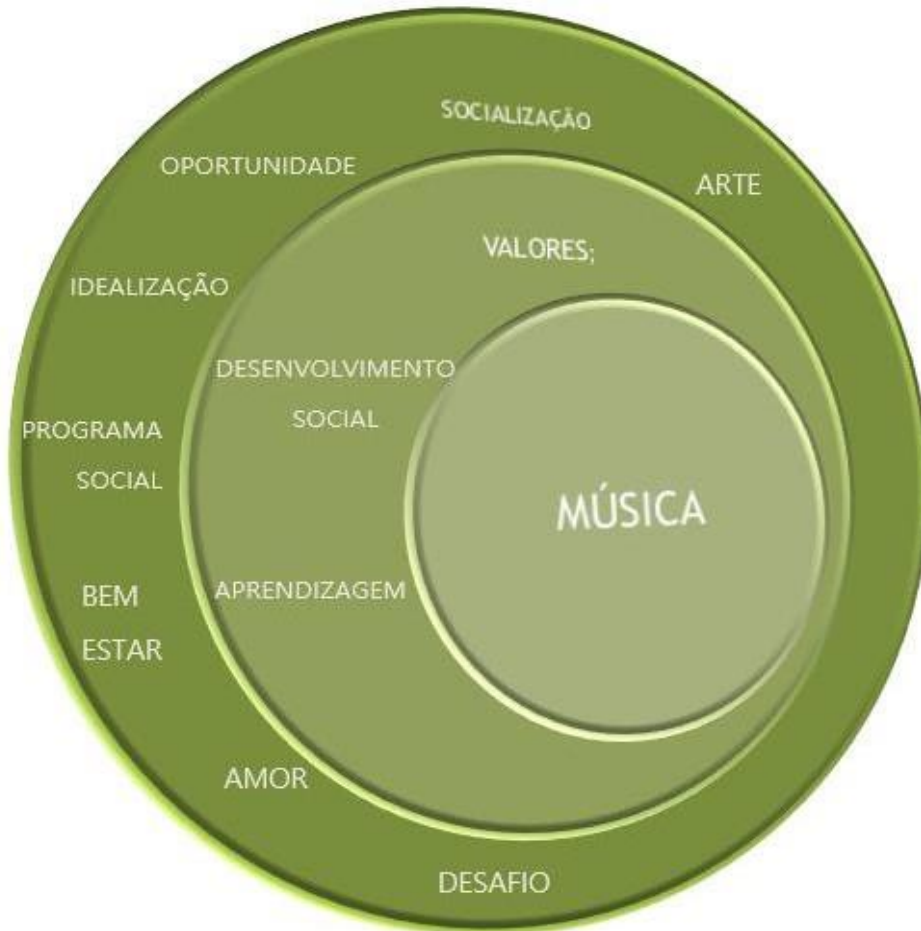 SOCIALIZAÇÃO
OPORTUNIDADE
ARTE
VALORES;
IDEALIZAÇÃO
DESENVOLVIMENTO
SOCIAL
PROGRAMA
SOCIAL
MÚSICA
BEM
ESTAR
APRENDIZAGEM
AMOR
DESAFIO